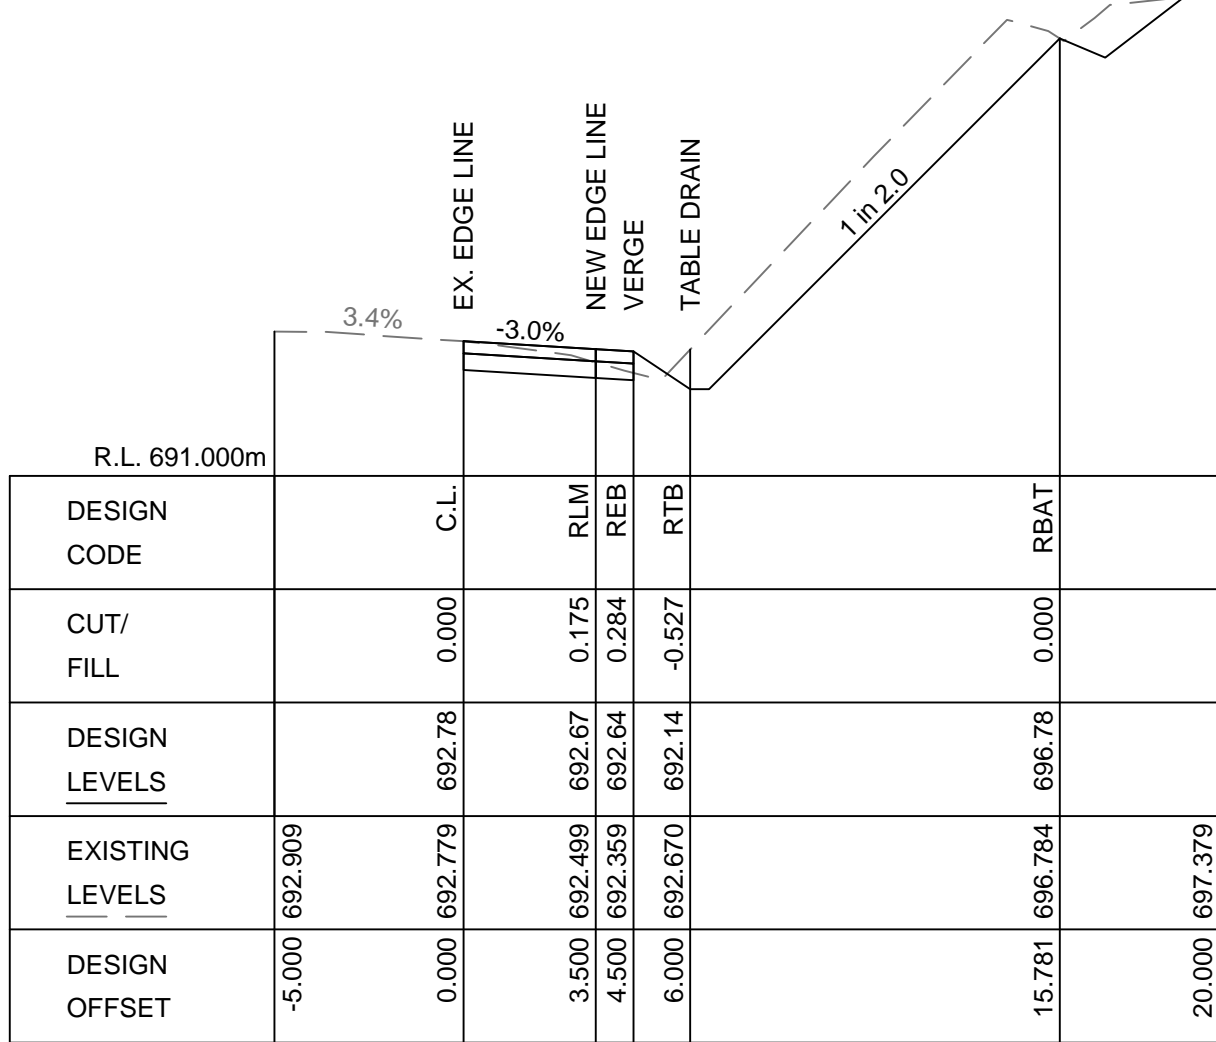 EX. EDGE LINE
NEW EDGE LINE
VERGE
TABLE DRAIN
1 in 2.0
3.4%
-3.0%
R.L. 691.000m
DESIGN
CODE
C.L.
RLM
REB
RTB
RBAT
CUT/
FILL
0.000
0.175
0.284
-0.527
0.000
DESIGN
LEVELS
692.78
692.67
692.64
692.14
696.78
EXISTING
LEVELS
692.909
692.779
692.499
692.359
692.670
696.784
697.379
DESIGN
OFFSET
-5.000
0.000
3.500
4.500
6.000
15.781
20.000